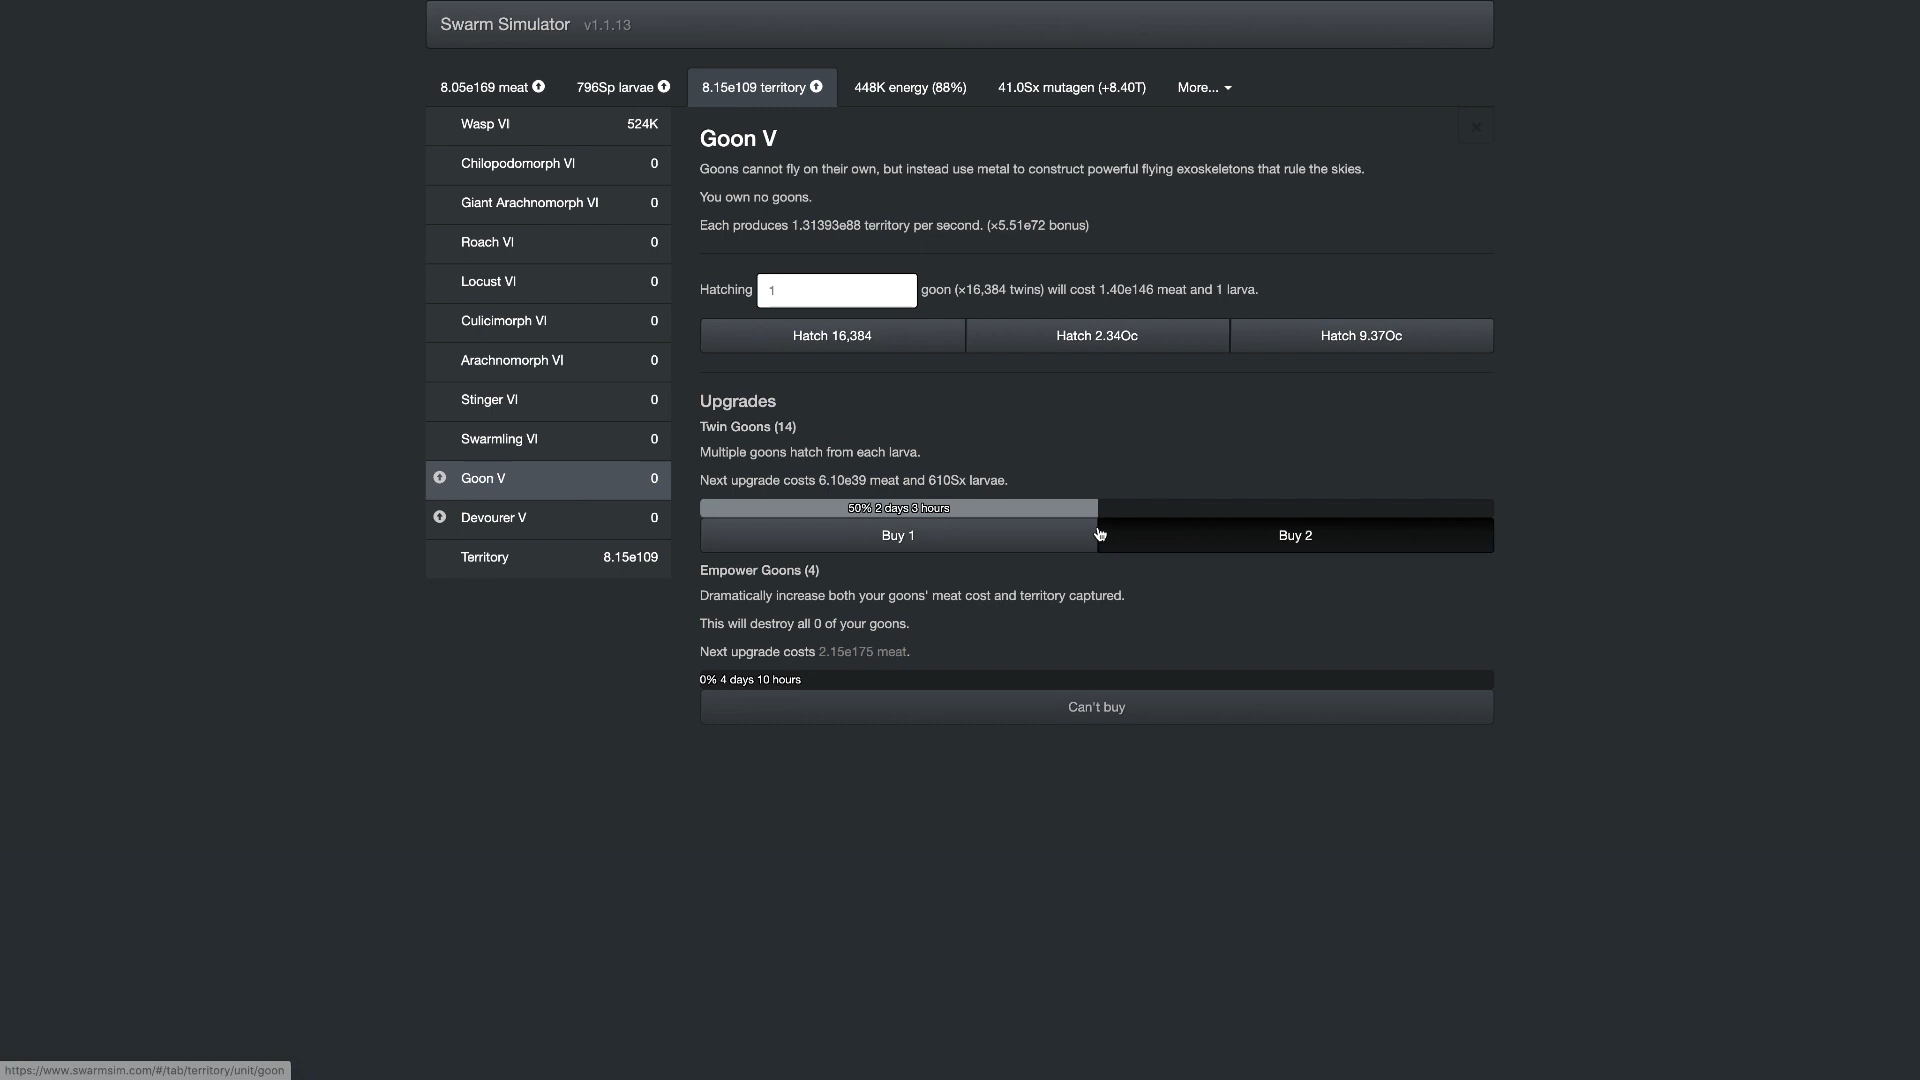 Swarm Simulator v1.1.13
8.05e169 meat 796Sp larvae 8.15e109 territory 448K energy (88%) 41.0Sx mutagen (+8.40T) More...
Wasp VI 524K
Chilopodomorph VI 0
Giant Arachnomorph VI 0
Roach VI 0
Locust VI 0
Culicimorph VI 0
Arachnomorph VI 0
Stinger VI 0
Swarmling VI 0
Goon V 0
Devourer V 0
Territory 8.15e109
Goon V
Goons cannot fly on their own, but instead use metal to construct powerful flying exoskeletons that rule the skies.
You own no goons.
Each produces 1.31393e88 territory per second. (×5.51e72 bonus)
Hatching 1 goon (×16,384 twins) will cost 1.40e146 meat and 1 larva.
Hatch 16,384 Hatch 2.34Oc Hatch 9.37Oc
Upgrades
Twin Goons (14)
Multiple goons hatch from each larva.
Next upgrade costs 6.10e39 meat and 610Sx larvae.
50% 2 days 3 hours
Buy 1 Buy 2
Empower Goons (4)
Dramatically increase both your goons' meat cost and territory captured.
This will destroy all 0 of your goons.
Next upgrade costs 2.15e175 meat.
0% 4 days 10 hours
Can't buy
https://www.swarmsim.com/#/tab/territory/unit/goon